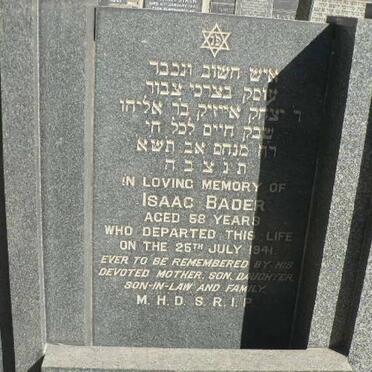 פנ
איש חשוב ונכבד
עוסק בצרכי צבור
ר יצחק אייזיק בר אליהו
שבק חיים לכל חי
רח מנחם אב תשא
ת נ צ ב ה
IN LOVING MEMORY OF
ISAAC BADER
AGED 58 YEARS
WHO DEPARTED THIS LIFE
ON THE 25TH JULY 1941.
EVER TO BE REMEMBERED BY HIS
DEVOTED MOTHER, SON, DAUGHTER,
SON-IN-LAW AND FAMILY.
M.H.D.S.R.I.P.